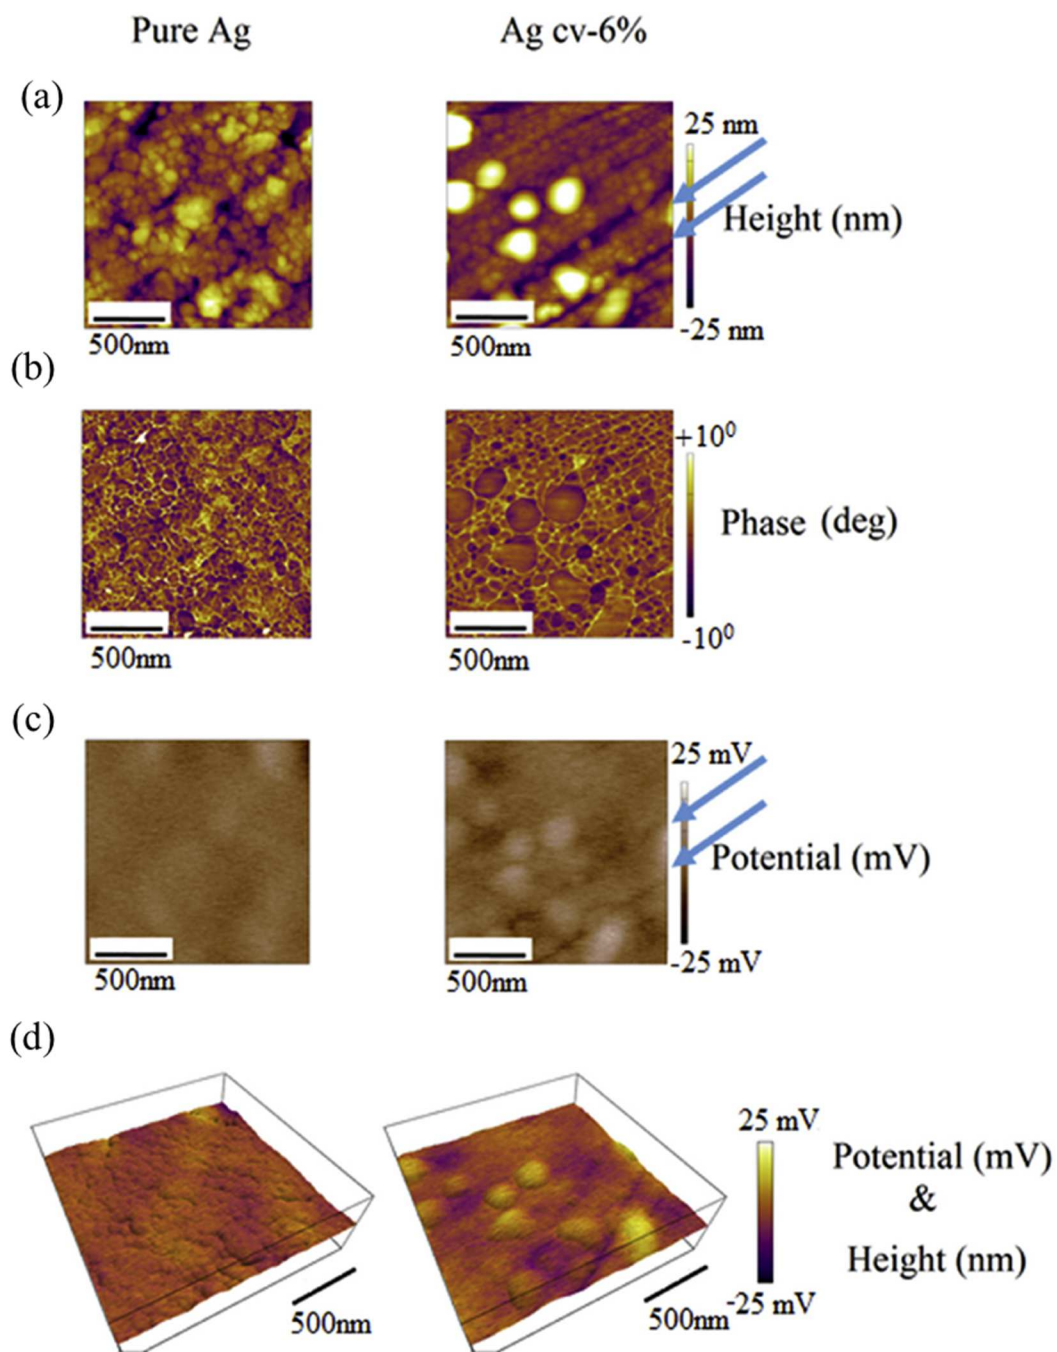 Pure Ag
Ag cv-6%
(a)
25 nm
Height (nm)
-25 nm
500nm
500nm
(b)
+10⁰
Phase (deg)
-10⁰
500nm
500nm
(c)
25 mV
Potential (mV)
-25 mV
500nm
500nm
(d)
25 mV
Potential (mV)
&
Height (nm)
-25 mV
500nm
500nm